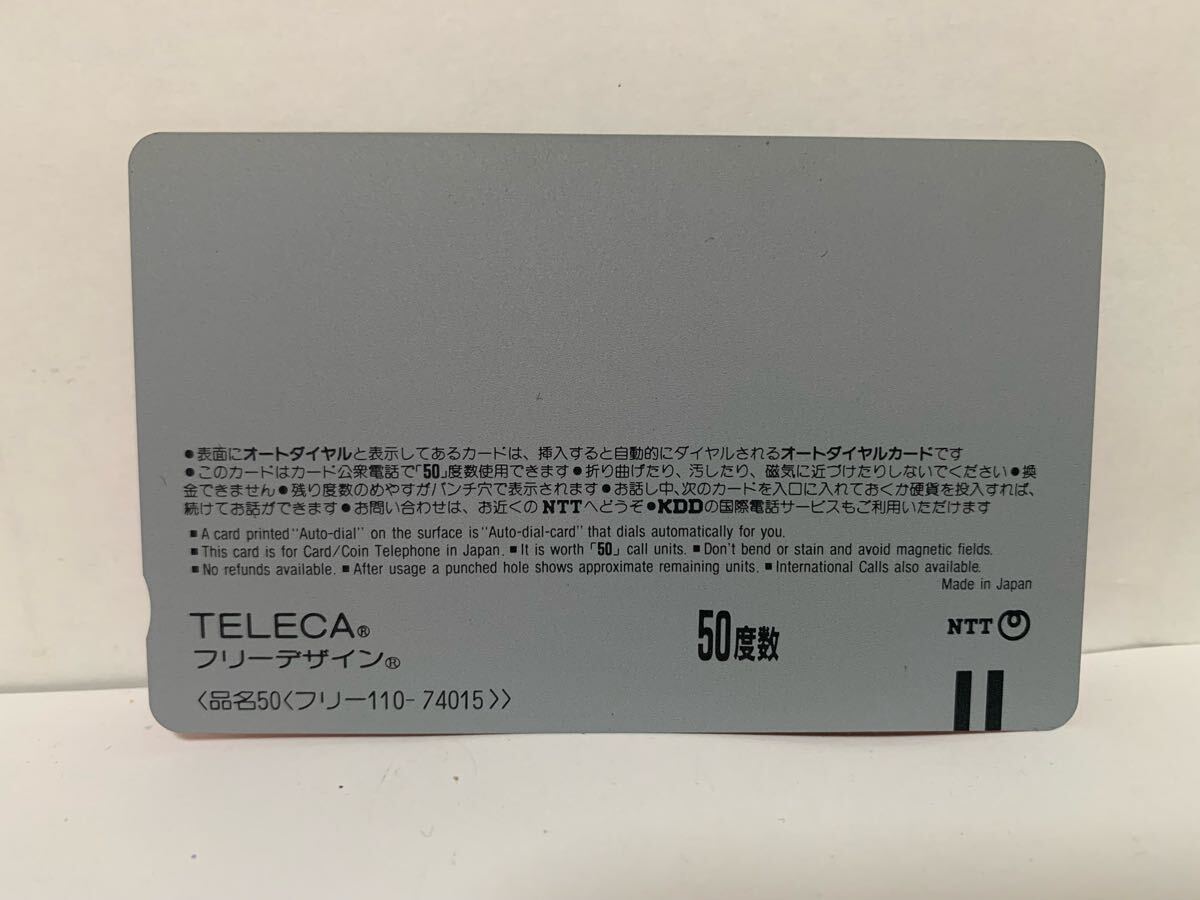 ●表面にオートダイヤルと表示してあるカードは、挿入すると自動的にダイヤルされるオートダイヤルカードです
●このカードはカード公衆電話で「50」度数使用できます●折り曲げたり、汚したり、磁気に近づけたりしないでください●換
金できません●残り度数のめやすがパンチ穴で表示されます●お話し中、次のカードを入口に入れておくか硬貨を投入すれば、
続けてお話ができます●お問い合わせは、お近くのNTTへどうぞ●KDDの国際電話サービスもご利用いただけます
■A card printed "Auto-dial" on the surface is "Auto-dial-card" that dials automatically for you.
■This card is for Card/Coin Telephone in Japan. ■It is worth「50」call units. ■Don't bend or stain and avoid magnetic fields.
■No refunds available. ■After usage a punched hole shows approximate remaining units. ■International Calls also available.
Made in Japan
TELECA®
フリーデザイン®
50度数
NTT
〈品名50〈フリー110-74015〉〉